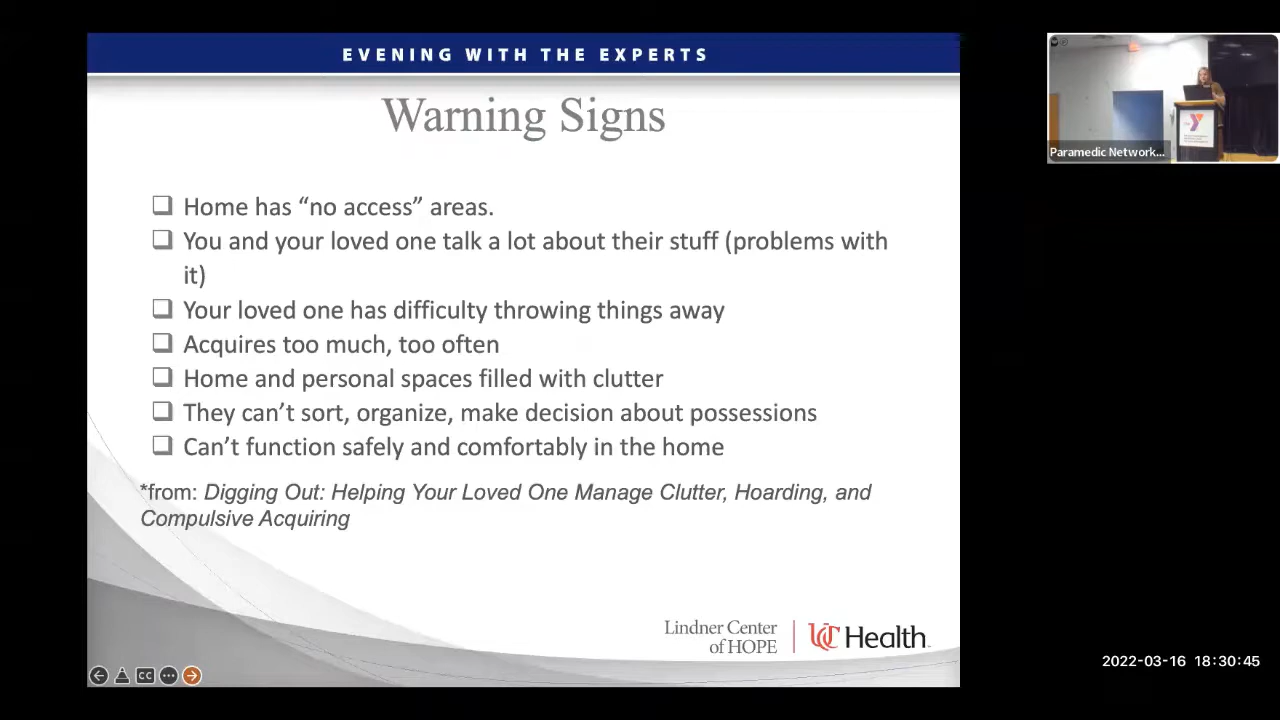 EVENING WITH THE EXPERTS
Warning Signs
Home has “no access” areas.
You and your loved one talk a lot about their stuff (problems with
it)
Your loved one has difficulty throwing things away
Acquires too much, too often
Home and personal spaces filled with clutter
They can’t sort, organize, make decision about possessions
Can’t function safely and comfortably in the home
*from: Digging Out: Helping Your Loved One Manage Clutter, Hoarding, and
Compulsive Acquiring
Lindner Center
of HOPE
UC Health
CC
Paramedic Network...
2022-03-16 18:30:45